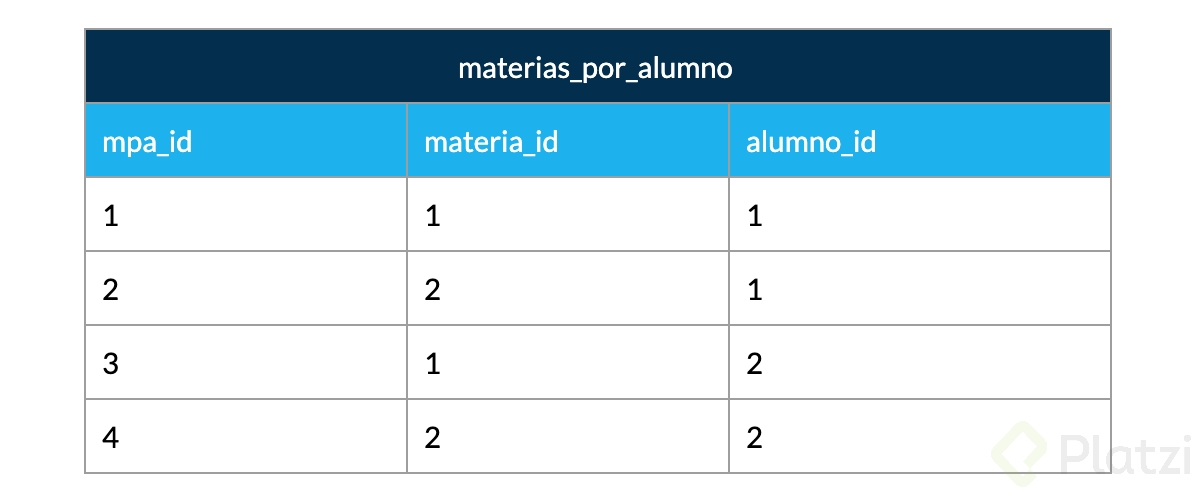 materias_por_alumno
mpa_id materia_id alumno_id
1 1 1
2 2 1
3 1 2
4 2 2
Platzi